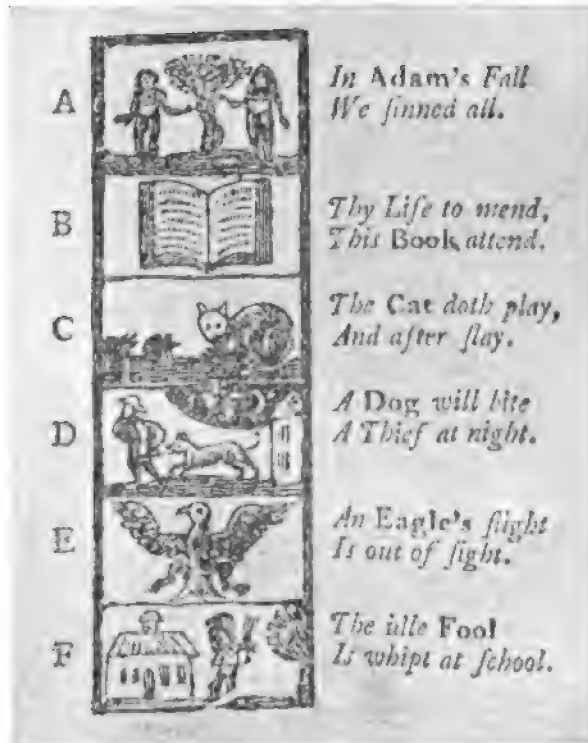 A
In Adam's Fall
We ſinned all.
B
Thy Life to mend,
This Book attend.
C
The Cat doth play,
And after ſlay.
D
A Dog will bite
A Thief at night.
E
An Eagle's flight
Is out of ſight.
F
The idle Fool
Is whipt at ſchool.